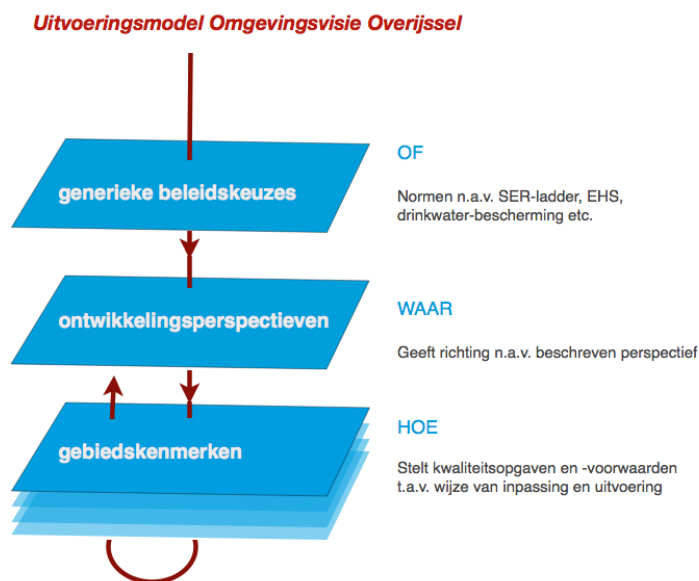 Uitvoeringsmodel Omgevingsvisie Overijssel
generieke beleidskeuzes
OF
Normen n.a.v. SER-ladder, EHS,
drinkwater-bescherming etc.
ontwikkelingsperspectieven
WAAR
Geeft richting n.a.v. beschreven perspectief
gebiedskenmerken
HOE
Stelt kwaliteitsopgaven en -voorwaarden
t.a.v. wijze van inpassing en uitvoering